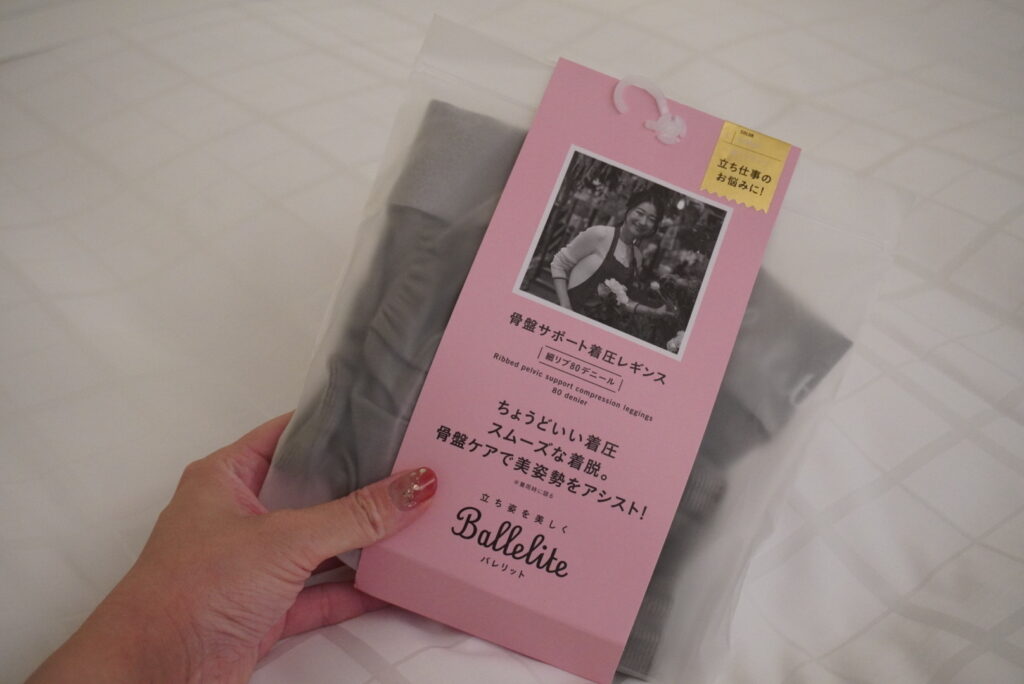 COLOR
立ち仕事の
お悩みに!
骨盤サポート着圧レギンス
細リブ80デニール
Ribbed pelvic support compression leggings
80 denier
ちょうどいい着圧
スムーズな着脱。
骨盤ケアで美姿勢をアシスト!
※着用時に限る
立ち姿を美しく
Ballelite
バレリット